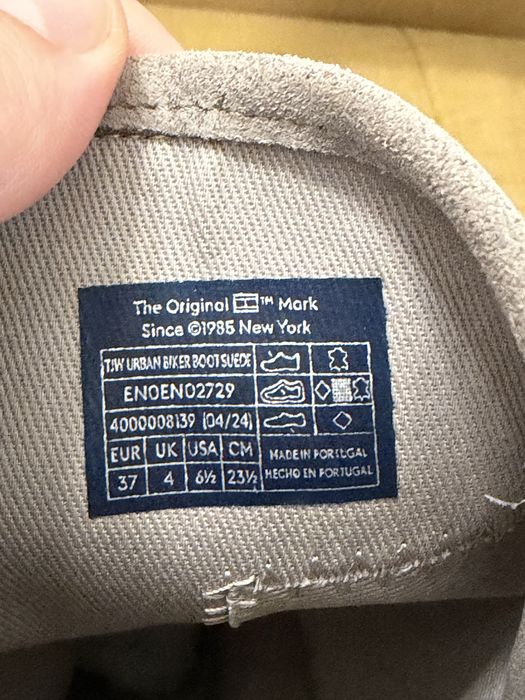 The Original ™ Mark
Since ©1985 New York
TJW URBAN BIKER BOOT SUEDE
EN0EN02729
4000008139 (04/24)
EUR UK USA CM
37 4 6½ 23½
MADE IN PORTUGAL
HECHO EN PORTUGAL